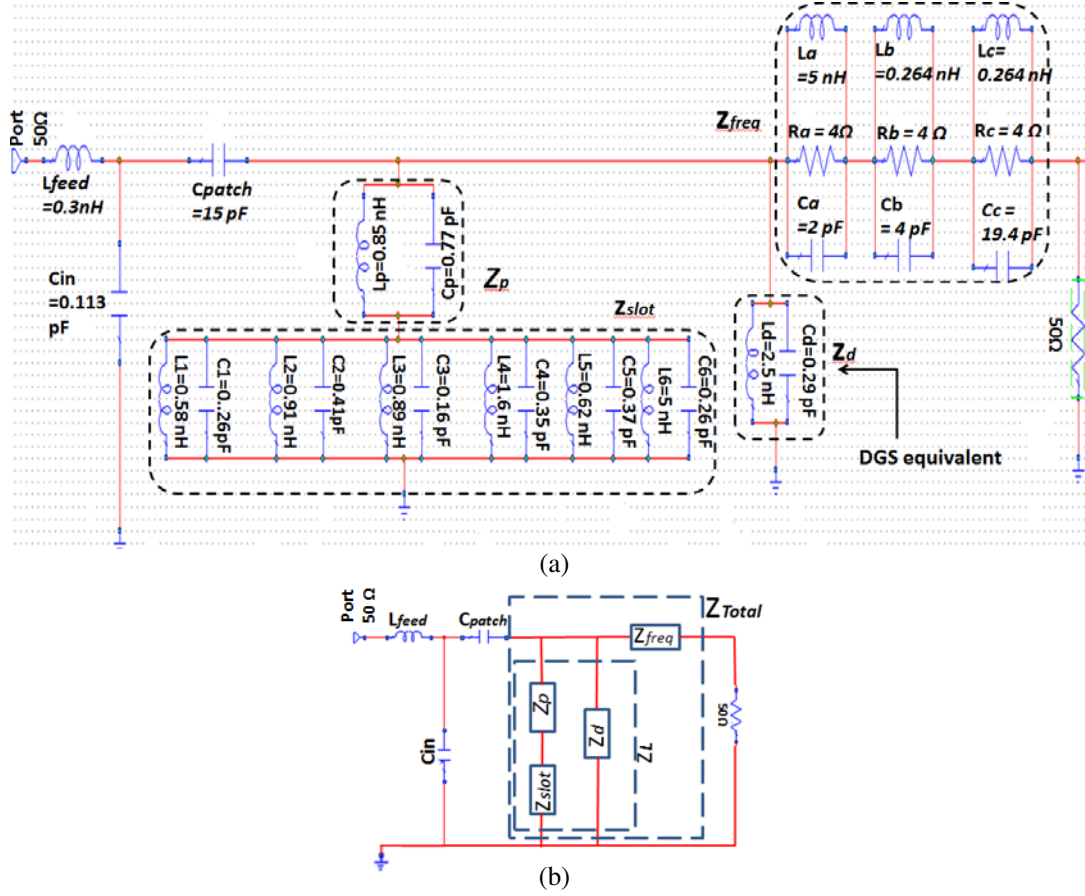 Port
50Ω
Lfeed
=0.3nH
Cpatch
=15 pF
Cin
=0.113
pF
Lp=0.85 nH
Cp=0.77 pF
Zp
Zslot
L1=0.58 nH
C1=0..26pF
L2=0.91 nH
C2=0.41pF
L3=0.89 nH
C3=0.16 pF
L4=1.6 nH
C4=0.35 pF
L5=0.62 nH
C5=0.37 pF
L6=5 nH
C6=0.26 pF
Zfreq
La
=5 nH
Lb
=0.264 nH
Lc=
0.264 nH
Ra = 4Ω
Rb = 4 Ω
Rc = 4 Ω
Ca
=2 pF
Cb
= 4 pF
Cc =
19.4 pF
Ld=2.5 nH
Cd=0.29 pF
Zd
DGS equivalent
50Ω
(a)
Port
50 Ω
Lfeed
Cpatch
ZTotal
Zfreq
Zp
Zd
Zslot
ZL
Cin
50Ω
(b)